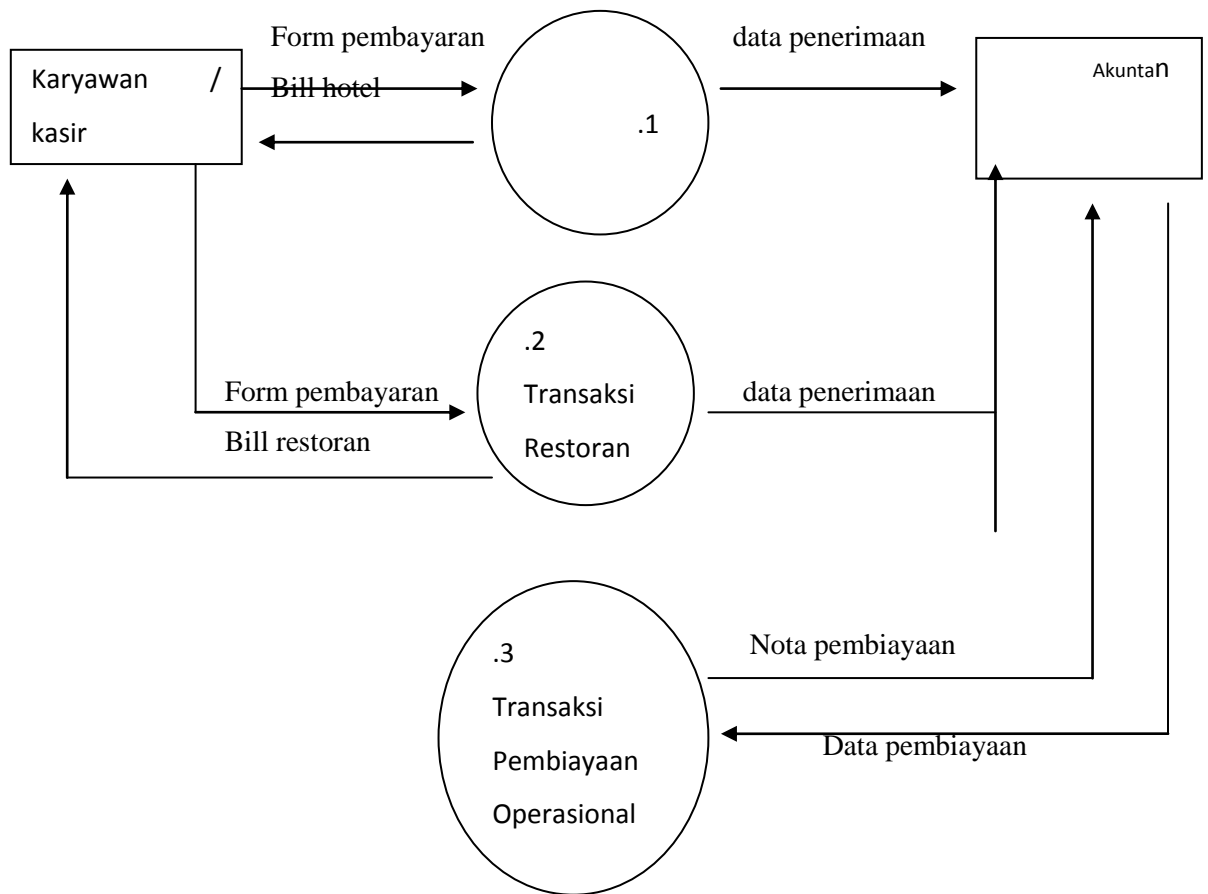 Form pembayaran
data penerimaan
Karyawan /
kasir
Bill hotel
Akuntan
.1
.2
Transaksi
Restoran
Form pembayaran
Bill restoran
data penerimaan
.3
Transaksi
Pembiayaan
Operasional
Nota pembiayaan
Data pembiayaan